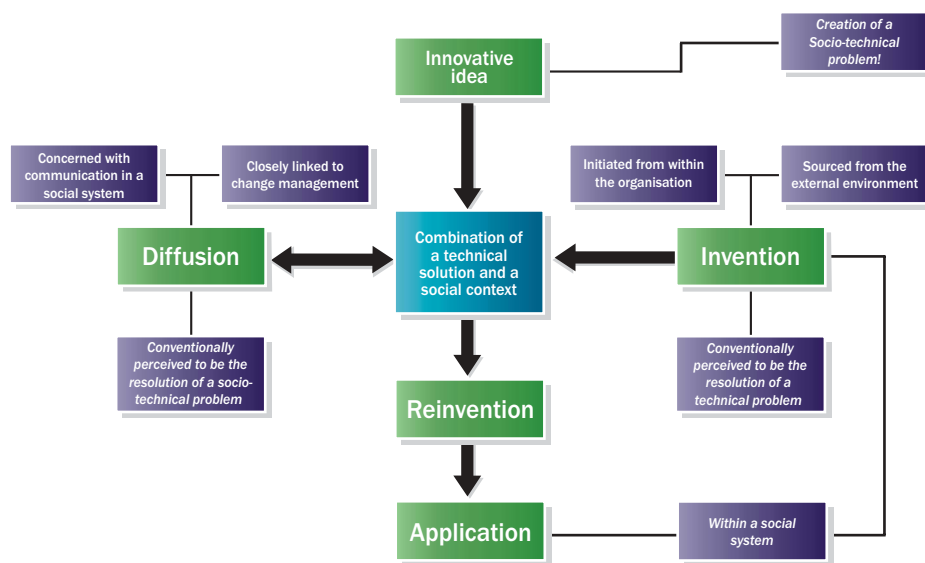 Creation of a
Socio-technical
problem!
Innovative
idea
Concerned with
communication in a
social system
Closely linked to
change management
Initiated from within
the organisation
Sourced from the
external environment
Diffusion
Combination of
a technical
solution and a
social context
Invention
Conventionally
perceived to be the
resolution of a socio-
technical problem
Conventionally
perceived to be the
resolution of a
technical problem
Reinvention
Application
Within a social
system